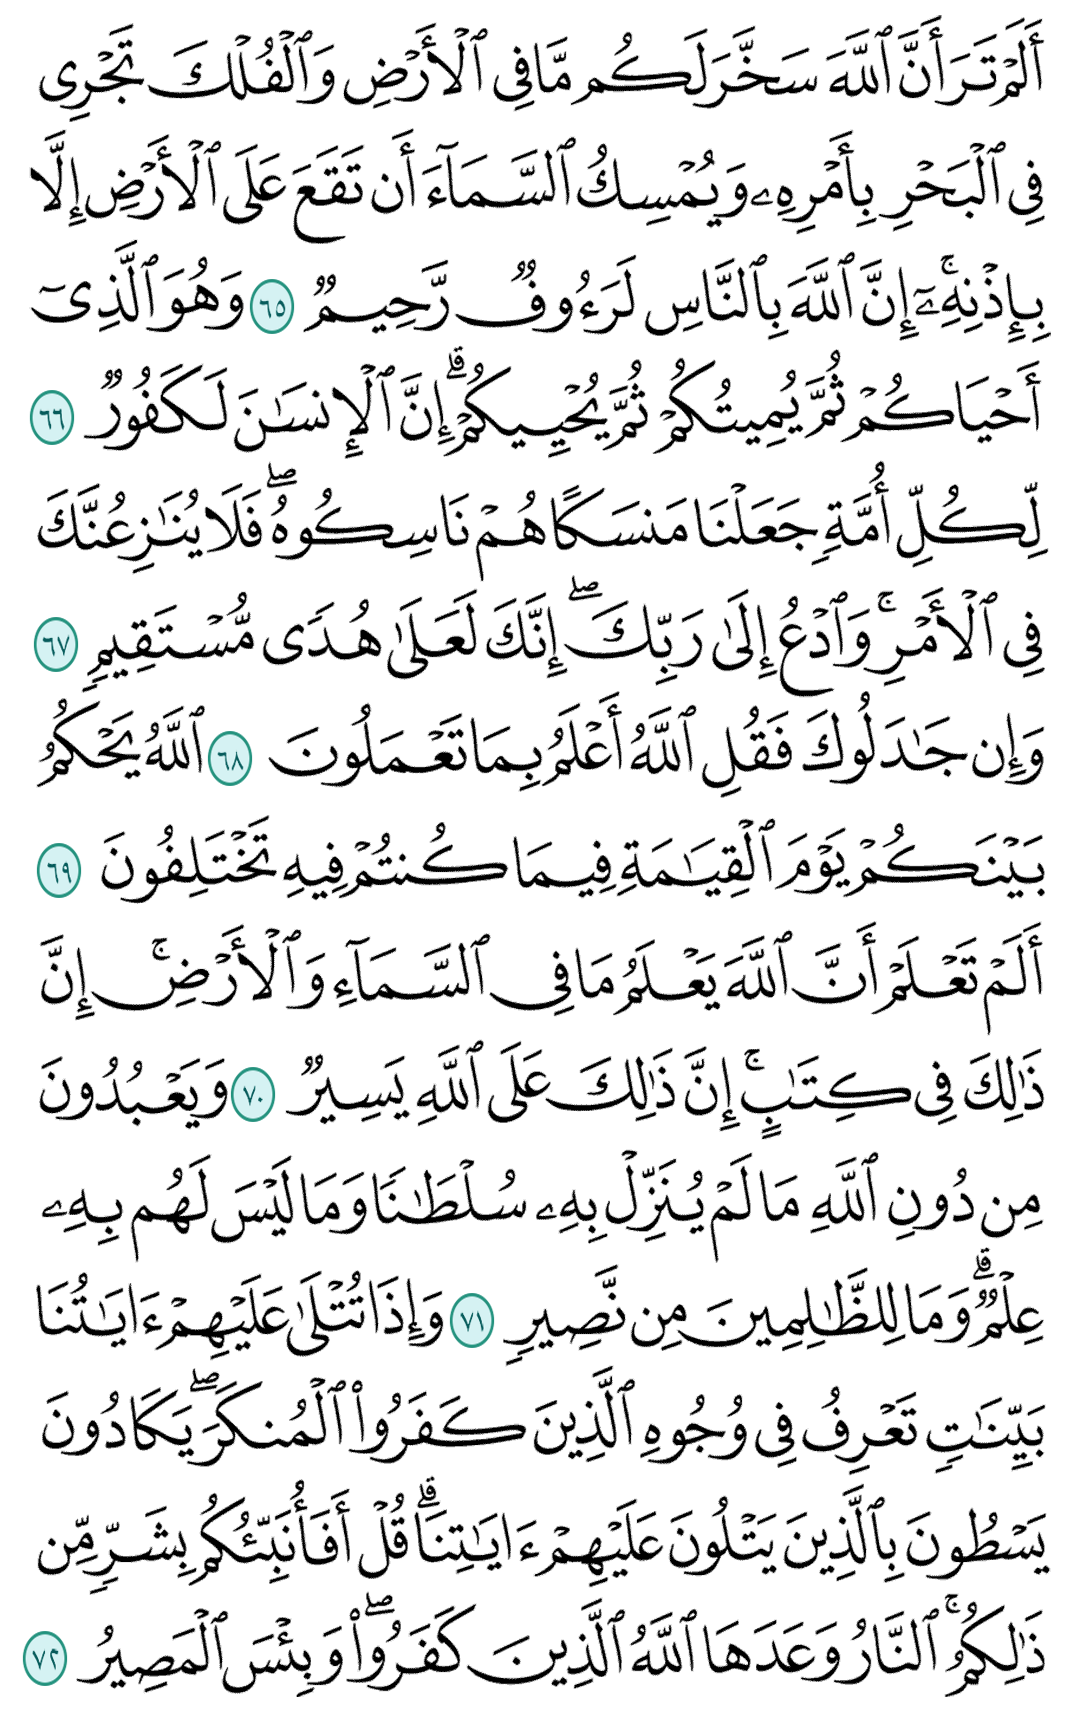 أَلَمْ تَرَ أَنَّ ٱللَّهَ سَخَّرَ لَكُم مَّا فِى ٱلْأَرْضِ وَٱلْفُلْكَ تَجْرِى
فِى ٱلْبَحْرِ بِأَمْرِهِۦ وَيُمْسِكُ ٱلسَّمَآءَ أَن تَقَعَ عَلَى ٱلْأَرْضِ إِلَّا
بِإِذْنِهِۦٓ ۚ إِنَّ ٱللَّهَ بِٱلنَّاسِ لَرَءُوفٌ رَّحِيمٌ ٦٥ وَهُوَ ٱلَّذِىٓ
أَحْيَاكُمْ ثُمَّ يُمِيتُكُمْ ثُمَّ يُحْيِيكُمْ ۗ إِنَّ ٱلْإِنسَـٰنَ لَكَفُورٌ ٦٦
لِّكُلِّ أُمَّةٍ جَعَلْنَا مَنسَكًا هُمْ نَاسِكُوهُ ۖ فَلَا يُنَـٰزِعُنَّكَ
فِى ٱلْأَمْرِ ۚ وَٱدْعُ إِلَىٰ رَبِّكَ ۖ إِنَّكَ لَعَلَىٰ هُدًى مُّسْتَقِيمٍ ٦٧
وَإِن جَـٰدَلُوكَ فَقُلِ ٱللَّهُ أَعْلَمُ بِمَا تَعْمَلُونَ ٦٨ ٱللَّهُ يَحْكُمُ
بَيْنَكُمْ يَوْمَ ٱلْقِيَـٰمَةِ فِيمَا كُنتُمْ فِيهِ تَخْتَلِفُونَ ٦٩
أَلَمْ تَعْلَمْ أَنَّ ٱللَّهَ يَعْلَمُ مَا فِى ٱلسَّمَآءِ وَٱلْأَرْضِ ۚ إِنَّ
ذَٰلِكَ فِى كِتَـٰبٍ ۚ إِنَّ ذَٰلِكَ عَلَى ٱللَّهِ يَسِيرٌ ٧٠ وَيَعْبُدُونَ
مِن دُونِ ٱللَّهِ مَا لَمْ يُنَزِّلْ بِهِۦ سُلْطَـٰنًا وَمَا لَيْسَ لَهُم بِهِۦ
عِلْمٌ ۗ وَمَا لِلظَّـٰلِمِينَ مِن نَّصِيرٍ ٧١ وَإِذَا تُتْلَىٰ عَلَيْهِمْ ءَايَـٰتُنَا
بَيِّنَـٰتٍ تَعْرِفُ فِى وُجُوهِ ٱلَّذِينَ كَفَرُوا۟ ٱلْمُنكَرَ ۖ يَكَادُونَ
يَسْطُونَ بِٱلَّذِينَ يَتْلُونَ عَلَيْهِمْ ءَايَـٰتِنَا ۗ قُلْ أَفَأُنَبِّئُكُم بِشَرٍّ مِّن
ذَٰلِكُمُ ۚ ٱلنَّارُ وَعَدَهَا ٱللَّهُ ٱلَّذِينَ كَفَرُوا۟ ۖ وَبِئْسَ ٱلْمَصِيرُ ٧٢